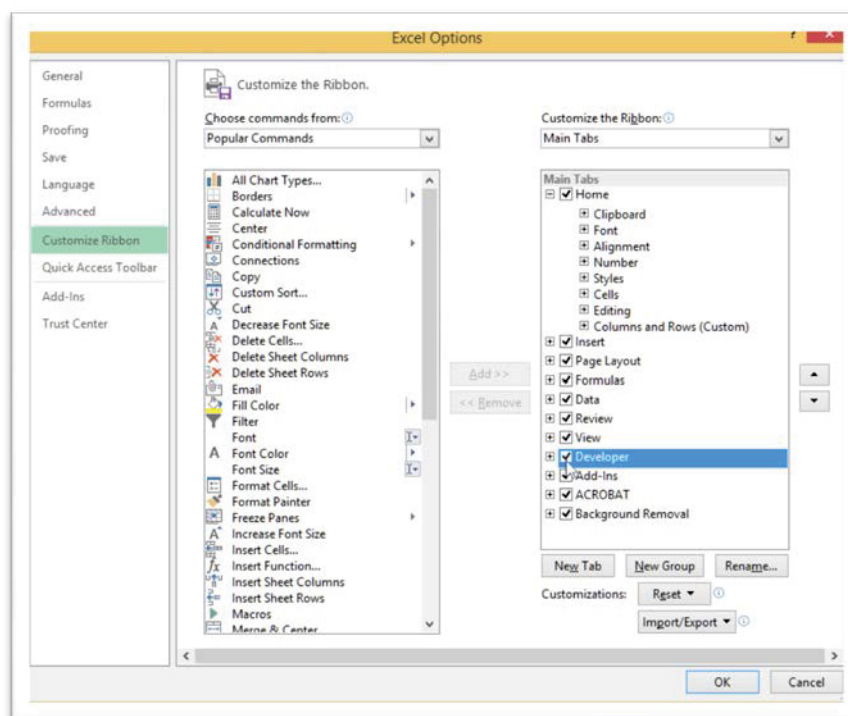 Excel Options
?
General
Formulas
Proofing
Save
Language
Advanced
Customize Ribbon
Quick Access Toolbar
Add-Ins
Trust Center
Customize the Ribbon.
Choose commands from:
Popular Commands
All Chart Types...
Borders
Calculate Now
Center
Conditional Formatting
Connections
Copy
Custom Sort...
Cut
Decrease Font Size
Delete Cells...
Delete Sheet Columns
Delete Sheet Rows
Email
Fill Color
Filter
Font
Font Color
Font Size
Format Cells...
Format Painter
Freeze Panes
Increase Font Size
Insert Cells...
Insert Function...
Insert Sheet Columns
Insert Sheet Rows
Macros
Merge & Center
Add >>
<< Remove
Customize the Ribbon:
Main Tabs
Main Tabs
Home
Clipboard
Font
Alignment
Number
Styles
Cells
Editing
Columns and Rows (Custom)
Insert
Page Layout
Formulas
Data
Review
View
Developer
Add-Ins
ACROBAT
Background Removal
New Tab
New Group
Rename...
Customizations:
Reset
Import/Export
OK
Cancel